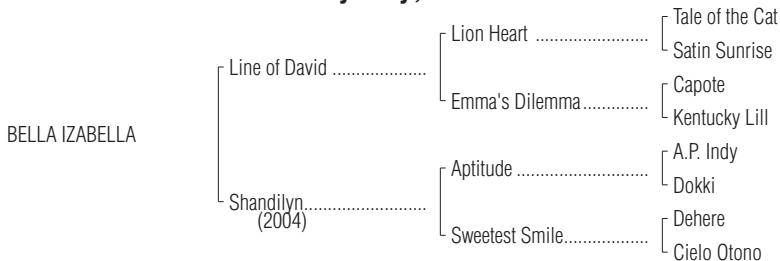 Tale of the Cat
Lion Heart ....................
Satin Sunrise
Line of David .................
Capote
Emma's Dilemma..............
Kentucky Lill
BELLA IZABELLA
A.P. Indy
Aptitude .......................
Dokki
Shandilyn........................
(2004)
Dehere
Sweetest Smile................
Cielo Otono